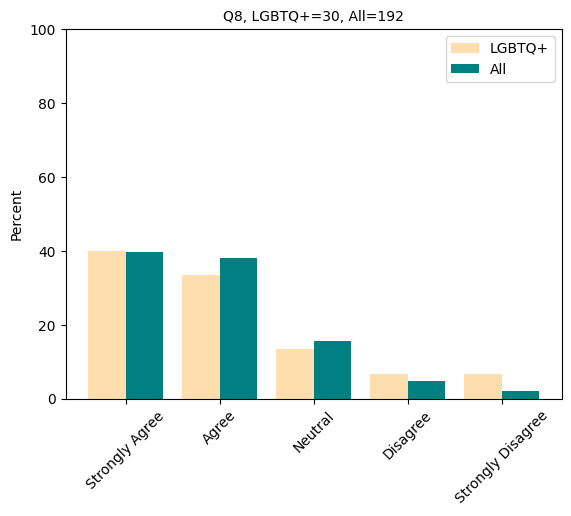 Q8, LGBTQ+=30, All=192
100
80
60
40
20
0
Percent
LGBTQ+
All
Strongly Agree
Agree
Neutral
Disagree
Strongly Disagree